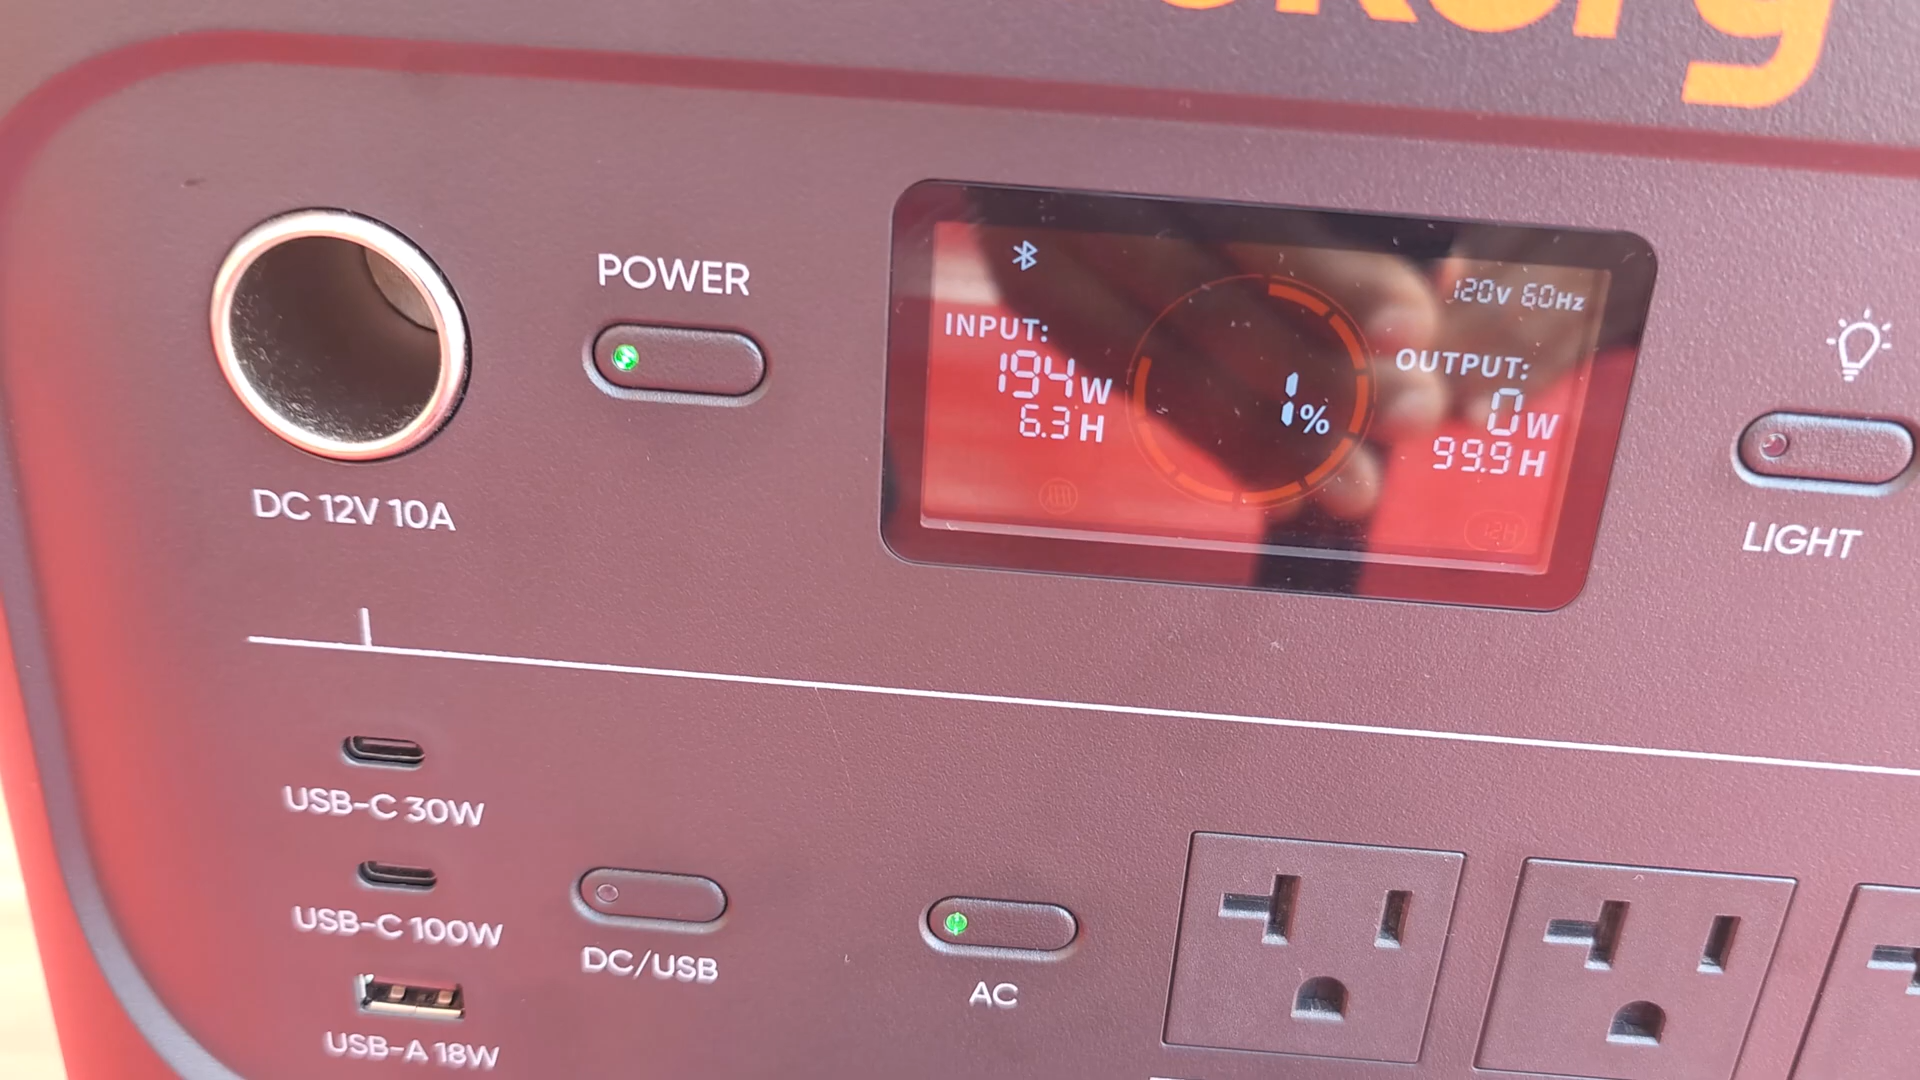 POWER
120V 60Hz
INPUT:
194W
6.3H
1%
OUTPUT:
0W
99.9H
DC 12V 10A
LIGHT
USB-C 30W
USB-C 100W
DC/USB
AC
USB-A 18W